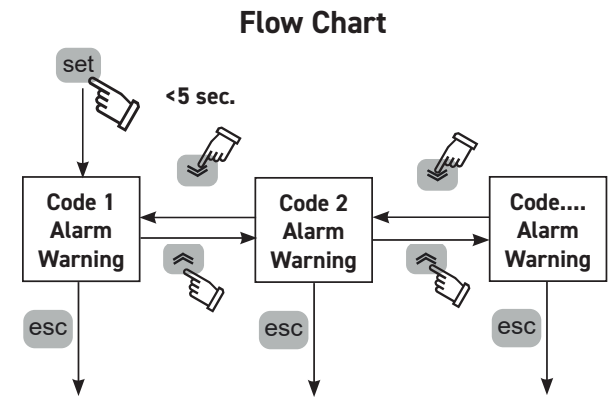 Flow Chart
set
<5 sec.
Code 1
Alarm
Warning
Code 2
Alarm
Warning
Code....
Alarm
Warning
esc
esc
esc